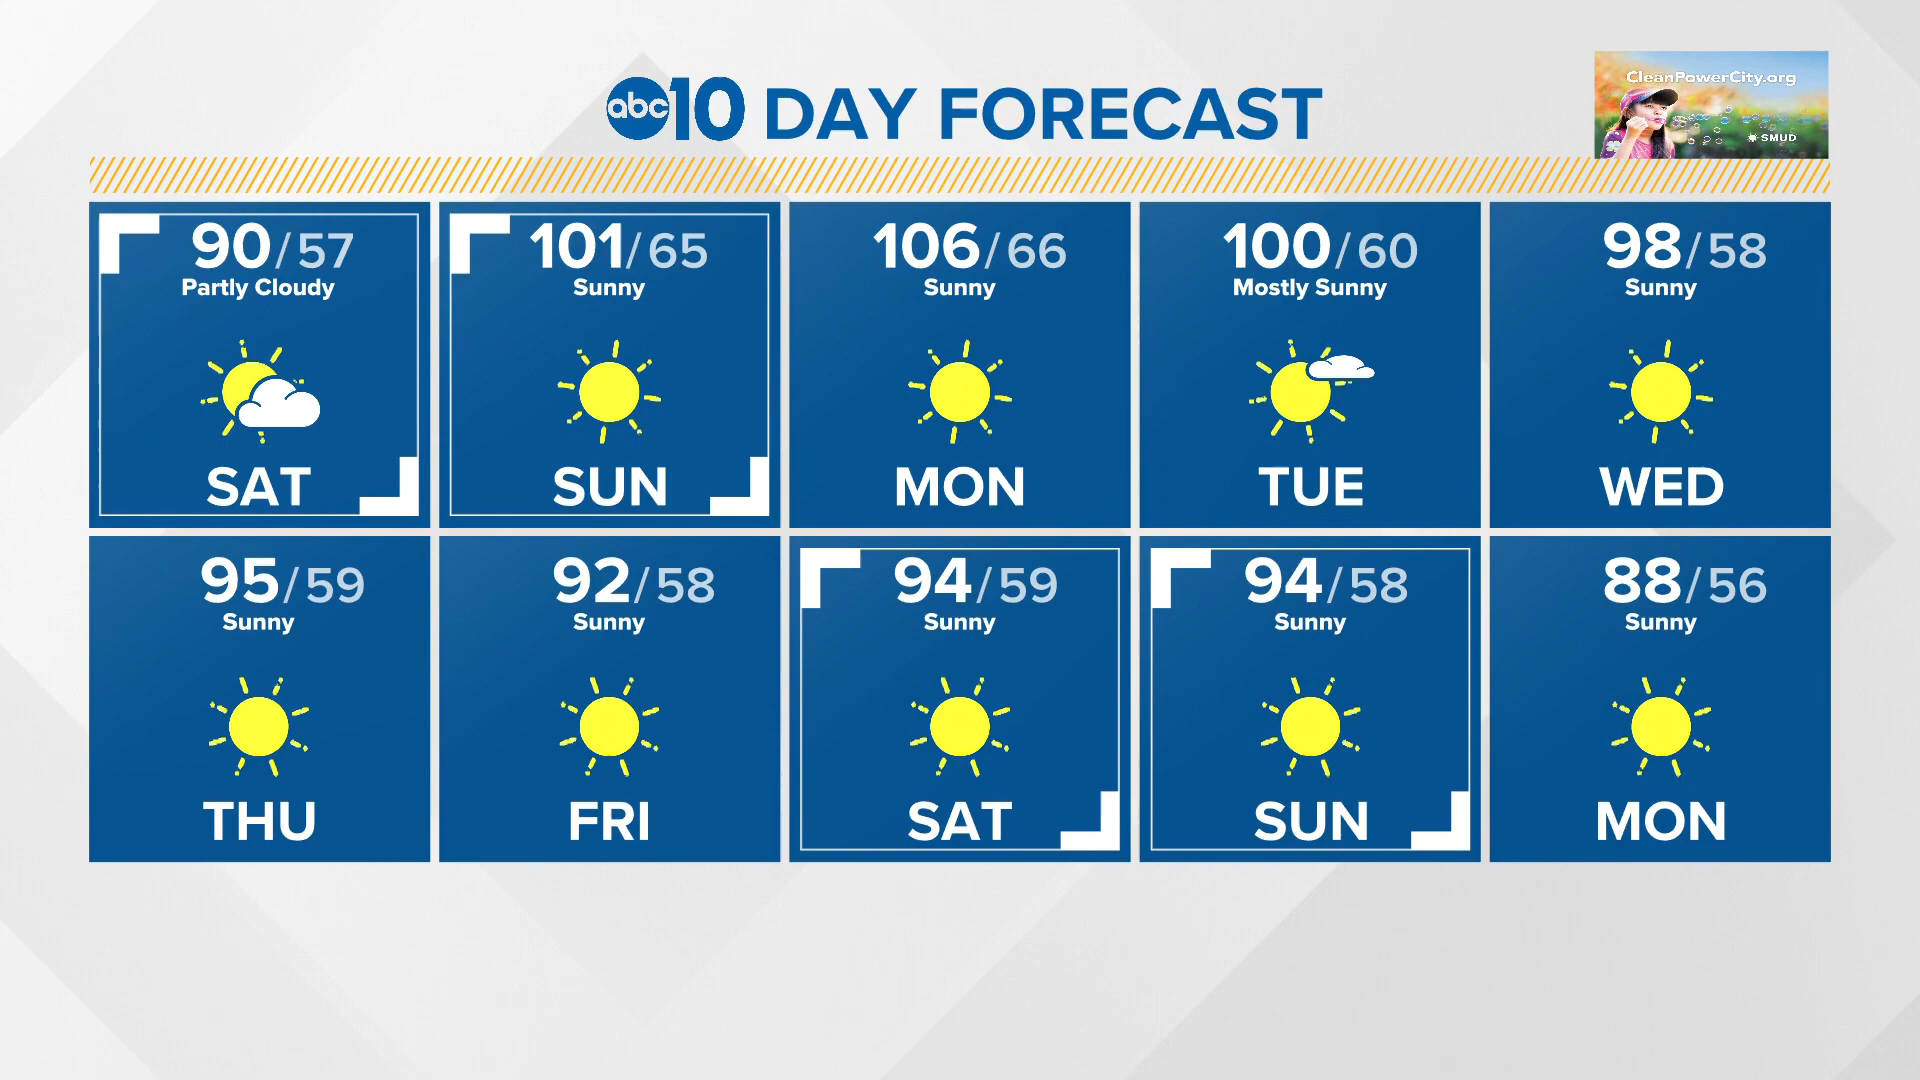 abc10 DAY FORECAST
CleanPowerCity.org
SMUD
90/57
Partly Cloudy
SAT
101/65
Sunny
SUN
106/66
Sunny
MON
100/60
Mostly Sunny
TUE
98/58
Sunny
WED
95/59
Sunny
THU
92/58
Sunny
FRI
94/59
Sunny
SAT
94/58
Sunny
SUN
88/56
Sunny
MON